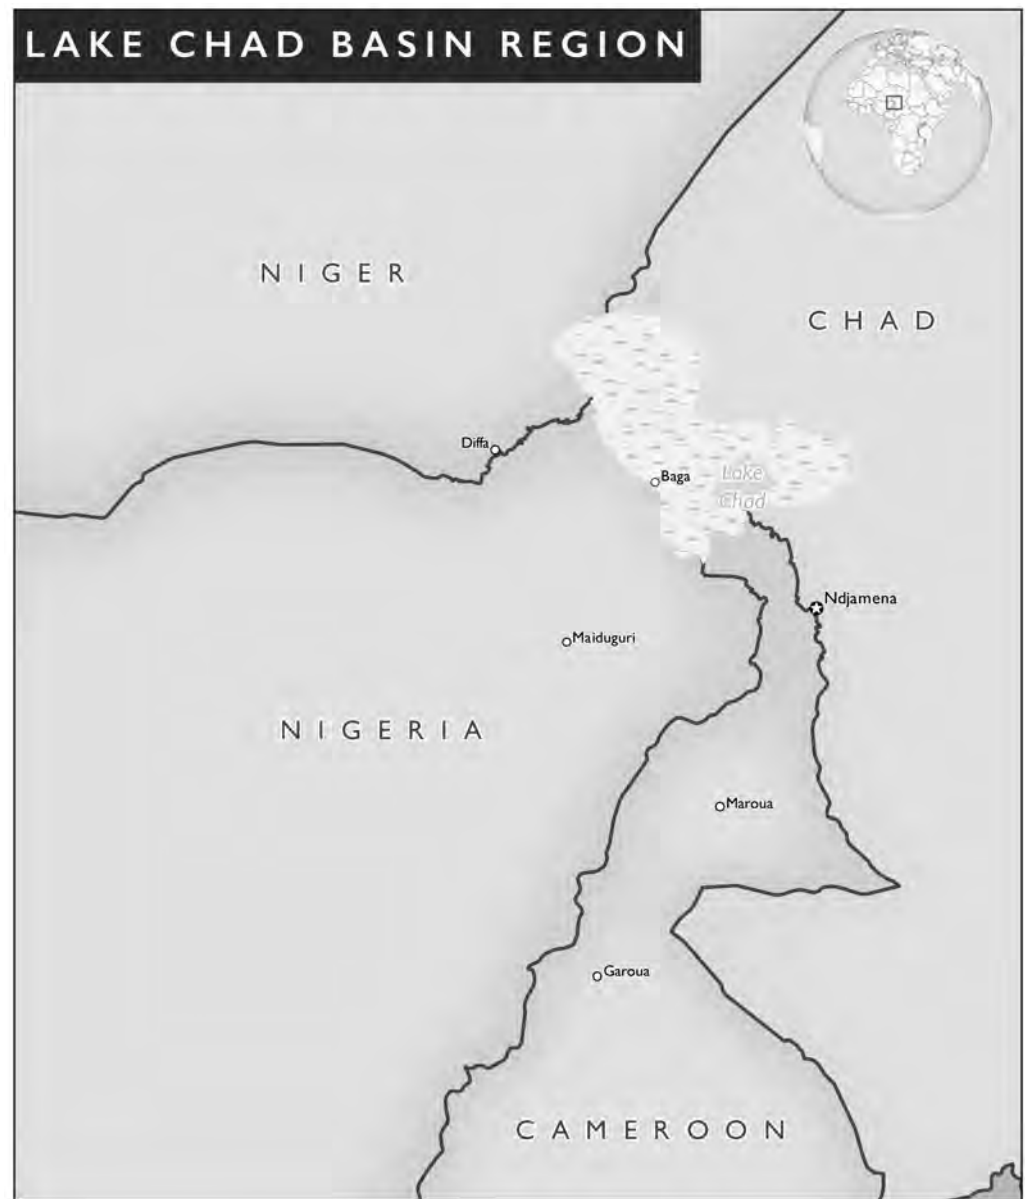 LAKE CHAD BASIN REGION
NIGER
CHAD
Diffa
Baga
Lake
Chad
Ndjamena
Maiduguri
NIGERIA
Maroua
Garoua
CAMEROON